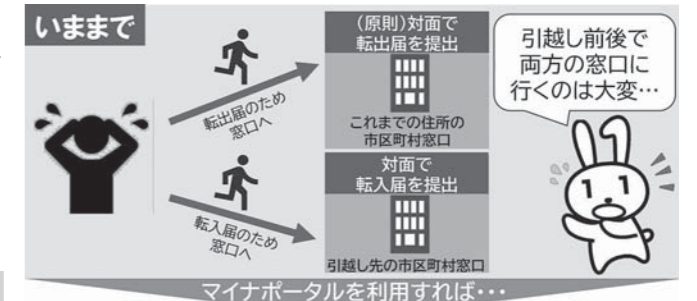 いままで
(原則)対面で
転出届を提出
転出届のため
窓口へ
これまでの住所の
市区町村窓口
対面で
転入届を提出
転入届のため
窓口へ
引越し先の市区町村窓口
引越し前後で
両方の窓口に
行くのは大変…
マイナポータルを利用すれば・・・